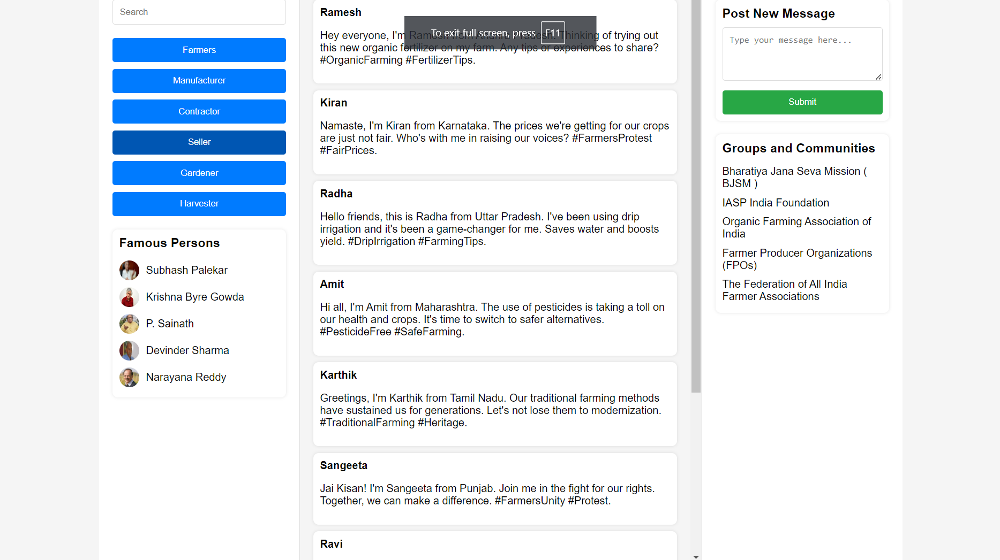 Search
Farmers
Manufacturer
Contractor
Seller
Gardener
Harvester
Famous Persons
Subhash Palekar
Krishna Byre Gowda
P. Sainath
Devinder Sharma
Narayana Reddy
To exit full screen, press F11
Ramesh
Hey everyone, I'm Ramesh from Andhra Pradesh. Thinking of trying out
this new organic fertilizer on my farm. Any tips or experiences to share?
#OrganicFarming #FertilizerTips.
Kiran
Namaste, I'm Kiran from Karnataka. The prices we're getting for our crops
are just not fair. Who's with me in raising our voices? #FarmersProtest
#FairPrices.
Radha
Hello friends, this is Radha from Uttar Pradesh. I've been using drip
irrigation and it's been a game-changer for me. Saves water and boosts
yield. #DripIrrigation #FarmingTips.
Amit
Hi all, I'm Amit from Maharashtra. The use of pesticides is taking a toll on
our health and crops. It's time to switch to safer alternatives.
#PesticideFree #SafeFarming.
Karthik
Greetings, I'm Karthik from Tamil Nadu. Our traditional farming methods
have sustained us for generations. Let's not lose them to modernization.
#TraditionalFarming #Heritage.
Sangeeta
Jai Kisan! I'm Sangeeta from Punjab. Join me in the fight for our rights.
Together, we can make a difference. #FarmersUnity #Protest.
Ravi
Post New Message
Type your message here...
Submit
Groups and Communities
Bharatiya Jana Seva Mission (
BJSM )
IASP India Foundation
Organic Farming Association of
India
Farmer Producer Organizations
(FPOs)
The Federation of All India
Farmer Associations